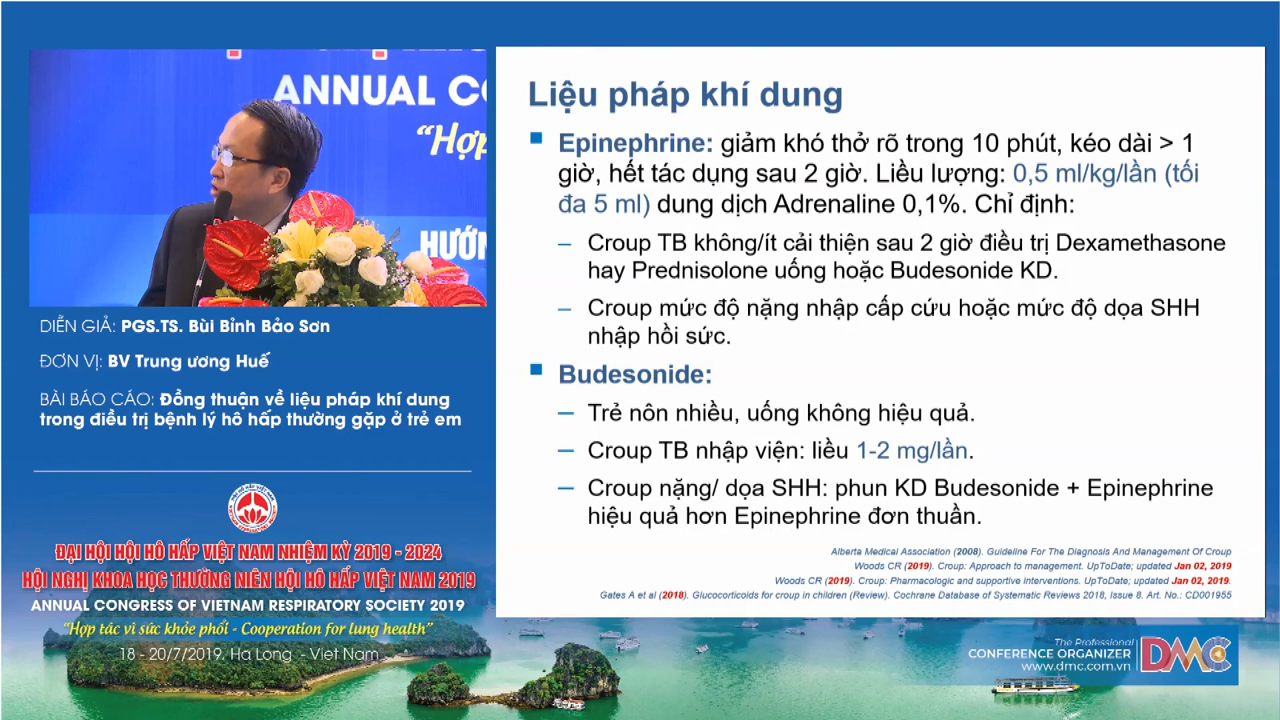 ANNUAL CO
“Hợp
HƯỚN
DIỄN GIẢ: PGS.TS. Bùi Bỉnh Bảo Sơn
ĐƠN VỊ: BV Trung ương Huế
BÀI BÁO CÁO: Đồng thuận về liệu pháp khí dung
trong điều trị bệnh lý hô hấp thường gặp ở trẻ em
ĐẠI HỘI HỘI HÔ HẤP VIỆT NAM NHIỆM KỲ 2019 - 2024
HỘI NGHỊ KHOA HỌC THƯỜNG NIÊN HỘI HÔ HẤP VIỆT NAM 2019
ANNUAL CONGRESS OF VIETNAM RESPIRATORY SOCIETY 2019
“Hợp tác vì sức khỏe phổi - Cooperation for lung health”
18 - 20/7/2019. Ha Long - Viet Nam
Liệu pháp khí dung
Epinephrine: giảm khó thở rõ trong 10 phút, kéo dài > 1
giờ, hết tác dụng sau 2 giờ. Liều lượng: 0,5 ml/kg/lần (tối
đa 5 ml) dung dịch Adrenaline 0,1%. Chỉ định:
– Croup TB không/ít cải thiện sau 2 giờ điều trị Dexamethasone
hay Prednisolone uống hoặc Budesonide KD.
– Croup mức độ nặng nhập cấp cứu hoặc mức độ dọa SHH
nhập hồi sức.
Budesonide:
– Trẻ nôn nhiều, uống không hiệu quả.
– Croup TB nhập viện: liều 1-2 mg/lần.
– Croup nặng/ dọa SHH: phun KD Budesonide + Epinephrine
hiệu quả hơn Epinephrine đơn thuần.
Alberta Medical Association (2008). Guideline For The Diagnosis And Management Of Croup
Woods CR (2019). Croup: Approach to management. UpToDate; updated Jan 02, 2019
Woods CR (2019). Croup: Pharmacologic and supportive interventions. UpToDate; updated Jan 02, 2019.
Gates A et al (2018). Glucocorticoids for croup in children (Review). Cochrane Database of Systematic Reviews 2018, Issue 8. Art. No.: CD001955
The Professional
CONFERENCE ORGANIZER
www.dmc.com.vn
DMC